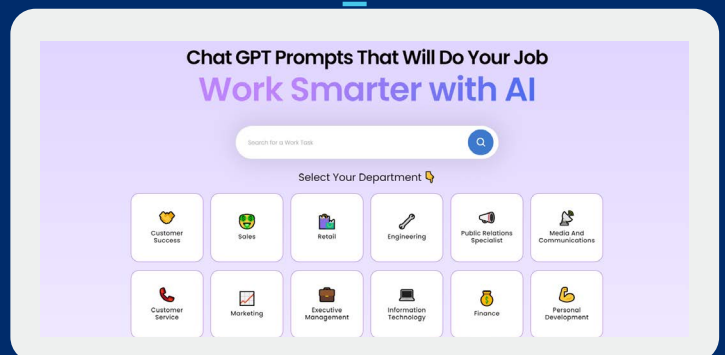 Chat GPT Prompts That Will Do Your Job
Work Smarter with AI
Search for a Work Task
Select Your Department
Customer
Success
Sales
Retail
Engineering
Public Relations
Specialist
Media And
Communications
Customer
Service
Marketing
Executive
Management
Information
Technology
Finance
Personal
Development